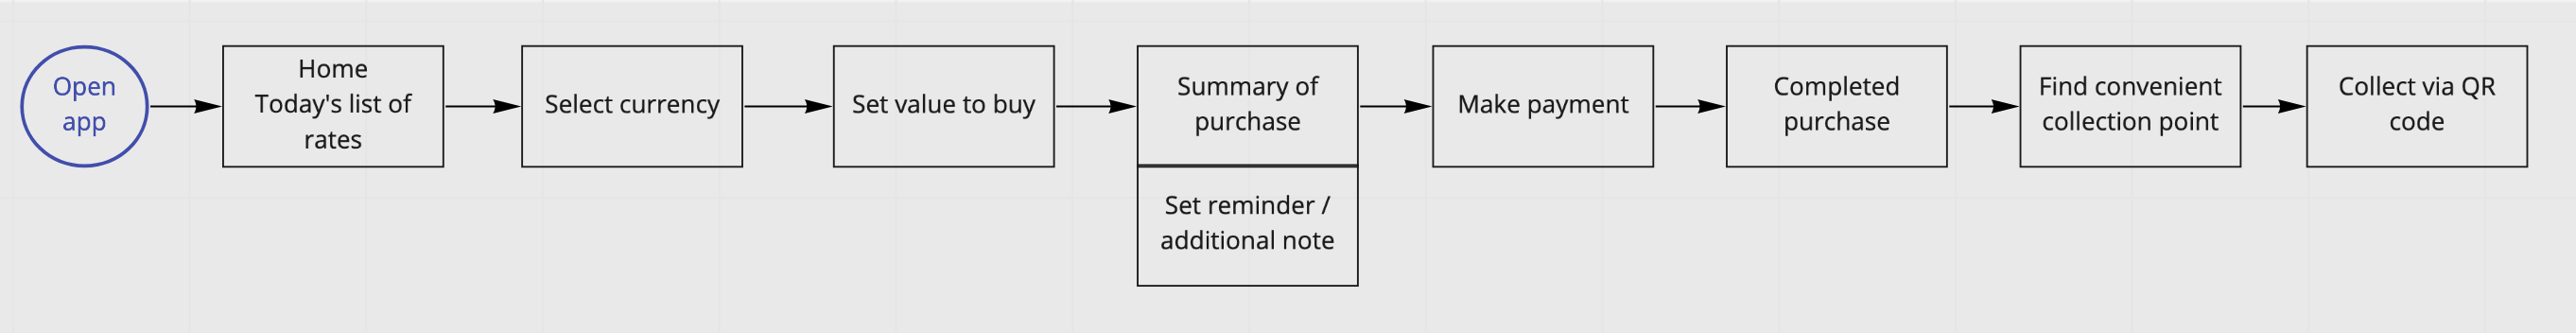 Open
app
Home
Today's list of
rates
Select currency
Set value to buy
Summary of
purchase
Set reminder /
additional note
Make payment
Completed
purchase
Find convenient
collection point
Collect via QR
code